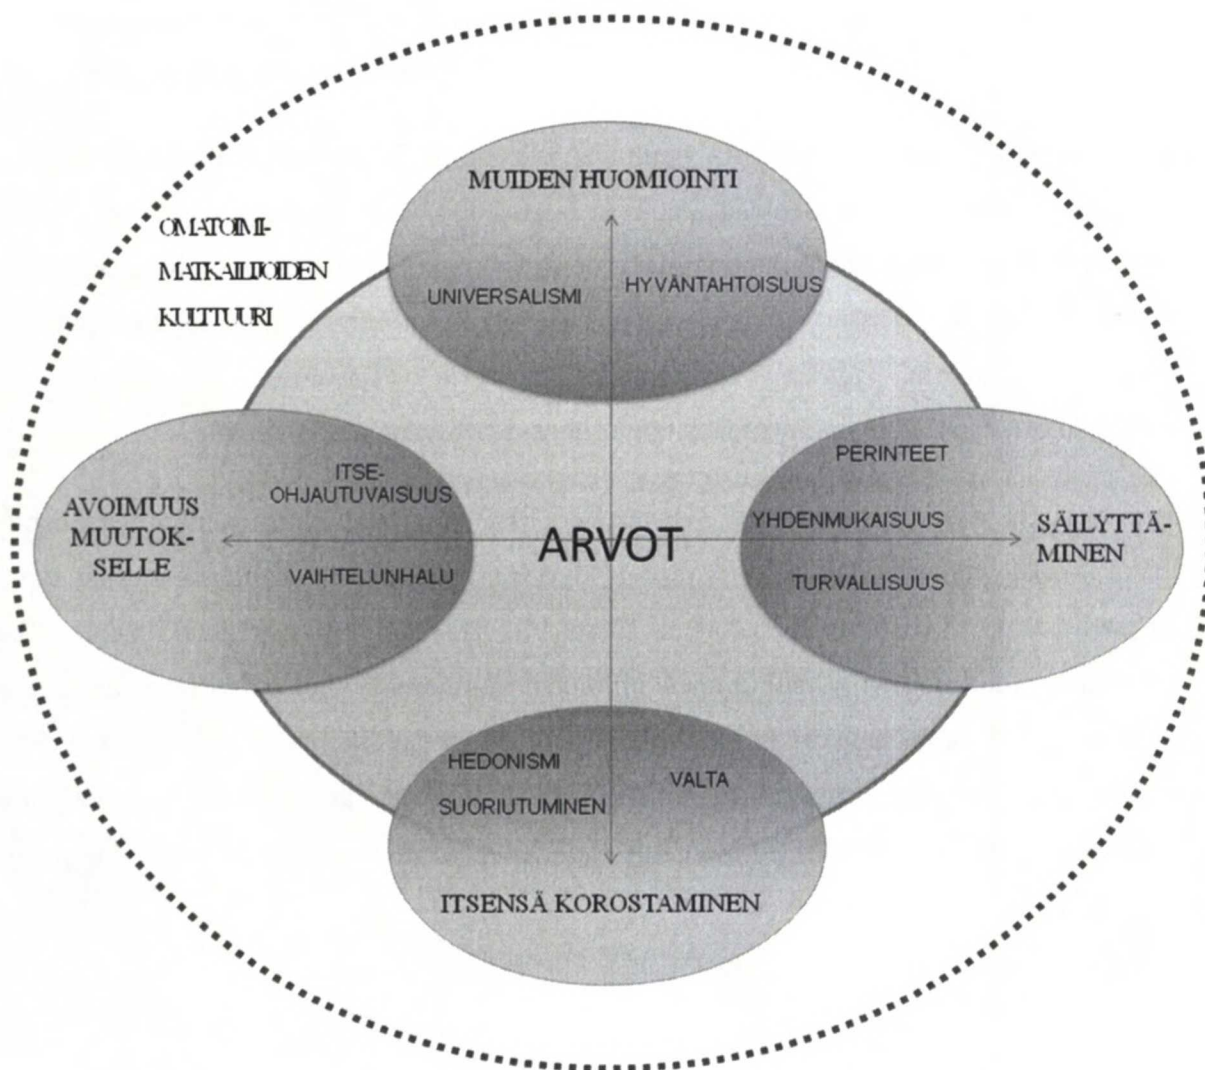 MUIDEN HUOMIOINTI
OMATOIMI-
MATKAILIJOIDEN
KULTTUURI
UNIVERSALISMI
HYVÄNTAHTOISUUS
ITSE-
OHJAUTUVAISUUS
AVOIMUUS
MUUTOK-
SELLE
VAIHTELUNHALU
ARVOT
PERINTEET
YHDENMUKAISUUS
TURVALLISUUS
SÄILYTTÄ-
MINEN
HEDONISMI
SUORIUTUMINEN
VALTA
ITSENSÄ KOROSTAMINEN